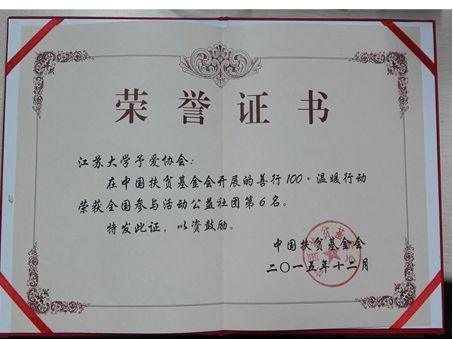 荣誉证书
江苏大学予爱协会：
在中国扶贫基金会开展的善行100·温暖行动
荣获全国参与活动公益社团第6名。
特发此证，以资鼓励。
中国扶贫基金会
二〇一五年十二月